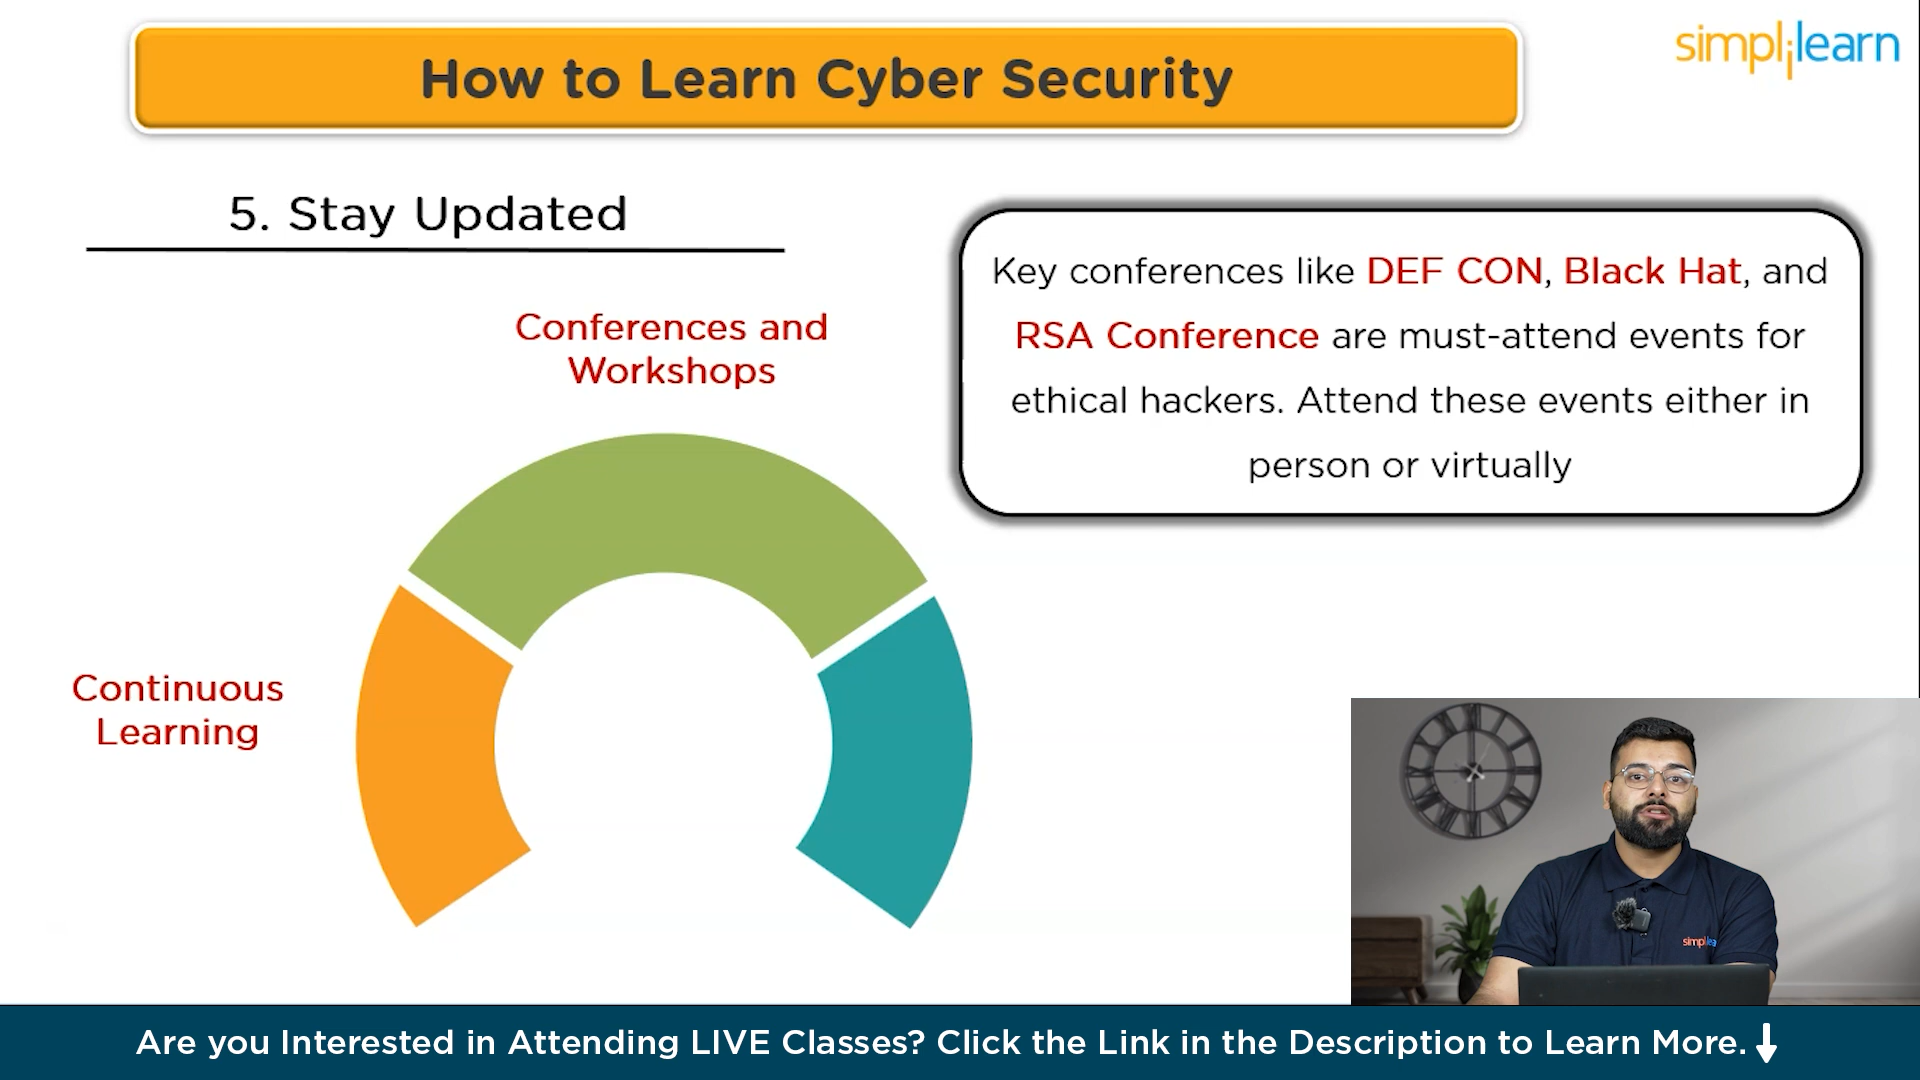 How to Learn Cyber Security
simplilearn
5. Stay Updated
Key conferences like DEF CON, Black Hat, and
RSA Conference are must-attend events for
ethical hackers. Attend these events either in
person or virtually
Conferences and
Workshops
Continuous
Learning
simplilea
Are you Interested in Attending LIVE Classes? Click the Link in the Description to Learn More.